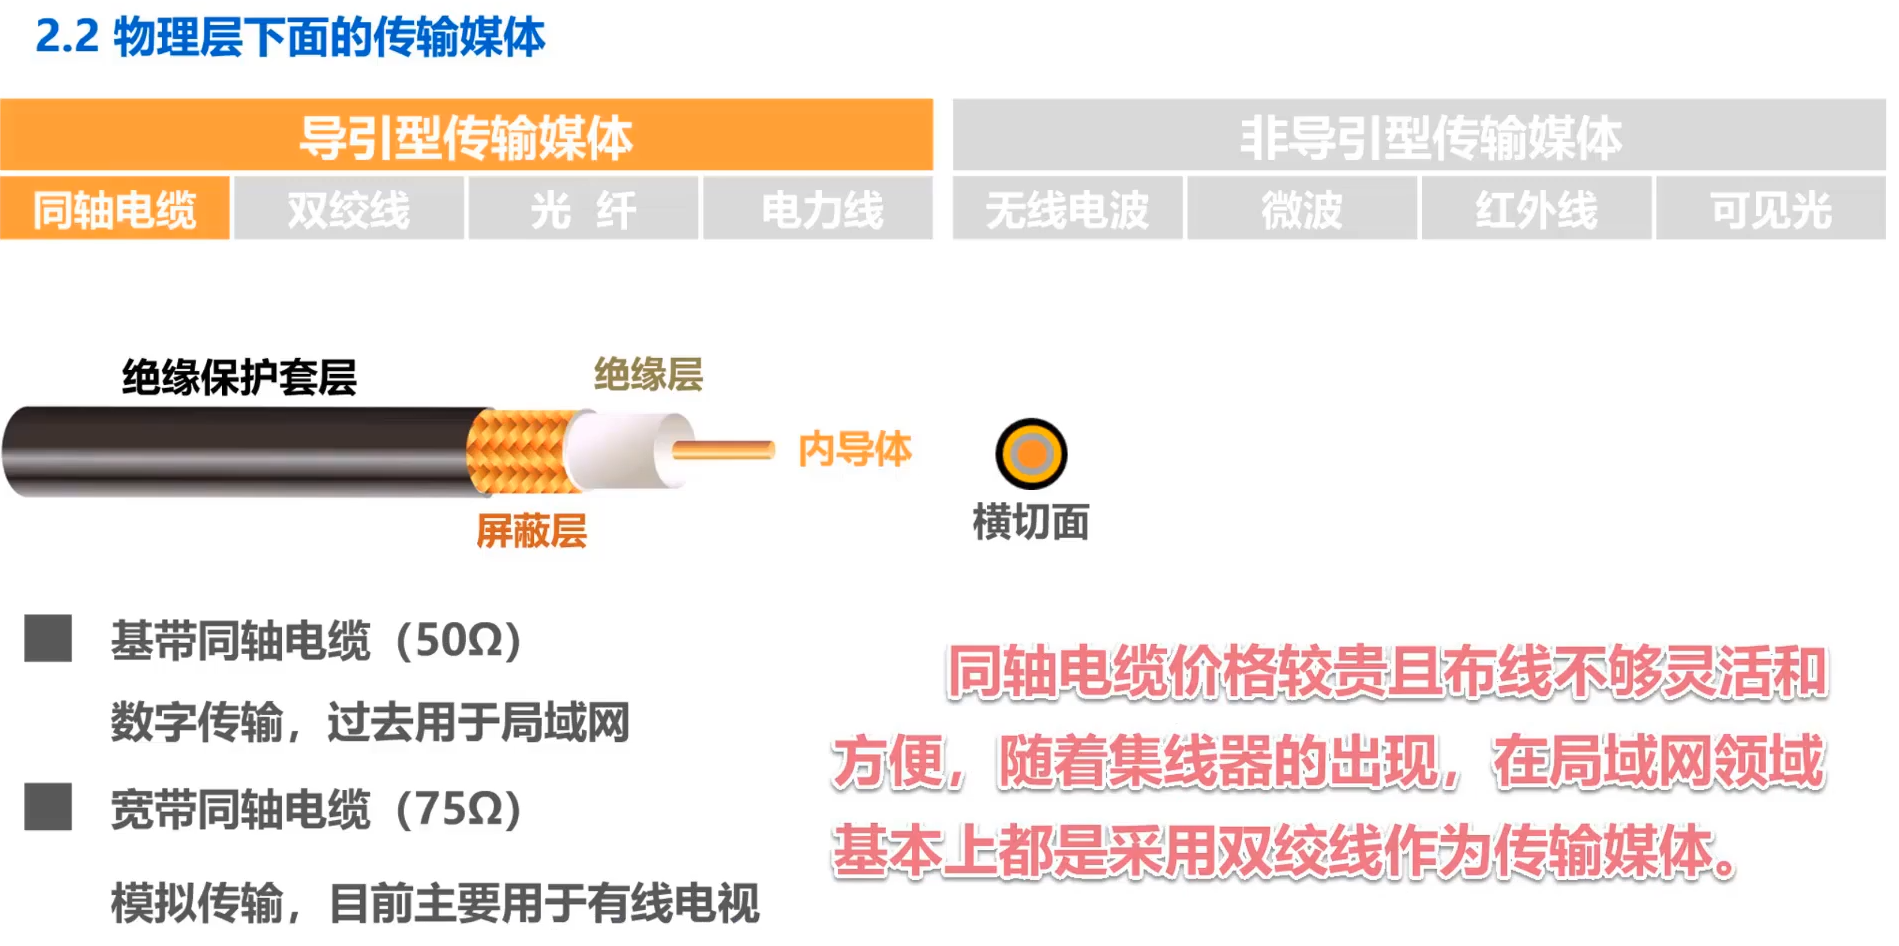 2.2 物理层下面的传输媒体
导引型传输媒体
非导引型传输媒体
同轴电缆
双绞线
光 纤
电力线
无线电波
微波
红外线
可见光
绝缘保护套层
绝缘层
内导体
屏蔽层
横切面
基带同轴电缆（50Ω）
数字传输，过去用于局域网
宽带同轴电缆（75Ω）
模拟传输，目前主要用于有线电视
同轴电缆价格较贵且布线不够灵活和
方便，随着集线器的出现，在局域网领域
基本上都是采用双绞线作为传输媒体。